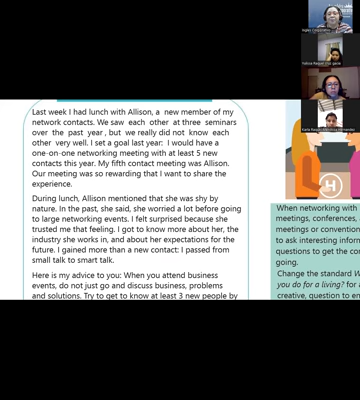 Last week I had lunch with Allison, a new member of my
network contacts. We saw each other at three seminars
over the past year , but we really did not know each
other very well. I set a goal last year: I would have a
one-on-one networking meeting with at least 5 new
contacts this year. My fifth contact meeting was Allison.
Our meeting was so rewarding that I want to share the
experience.
During lunch, Allison mentioned that she was shy by
nature. In the past, she said, she worried a lot before going
to large networking events. I felt surprised because she
trusted me that feeling. I got to know more about her, the
industry she works in, and about her expectations for the
future. I gained more than a new contact: I passed from
small talk to smart talk.
Here is my advice to you: When you attend business
events, do not just go and discuss business, problems
and solutions. Try to get to know at least 3 new people by
When networking with
meetings, conferences,
meetings or convention
to ask interesting inform
questions to get the co
going.
Change the standard W
you do for a living? for
creative, question to en
H